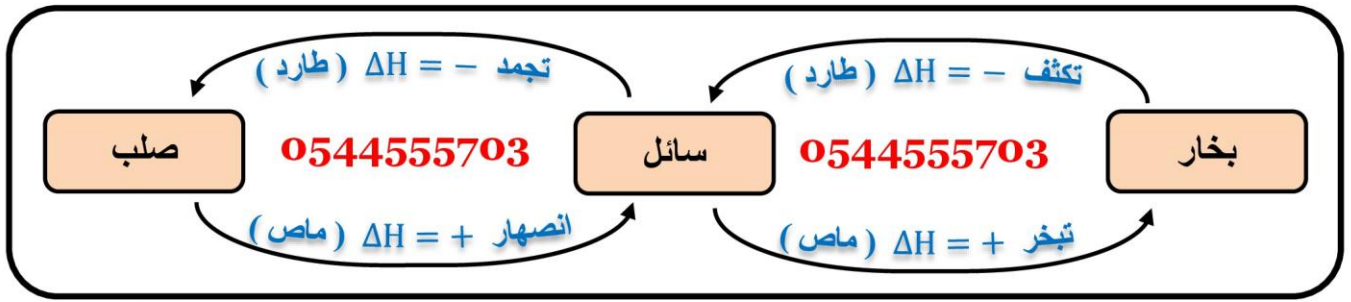 تكثف ΔH = − ( طارد )
تجمد ΔH = − ( طارد )
بخار 0544555703 سائل 0544555703 صلب
تبخر ΔH = + ( ماص )
انصهار ΔH = + ( ماص )